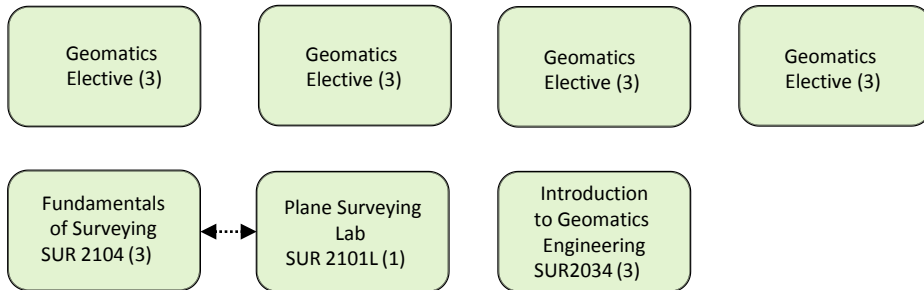 Geomatics
Elective (3)
Geomatics
Elective (3)
Geomatics
Elective (3)
Geomatics
Elective (3)
Fundamentals
of Surveying
SUR 2104 (3)
Plane Surveying
Lab
SUR 2101L (1)
Introduction
to Geomatics
Engineering
SUR2034 (3)